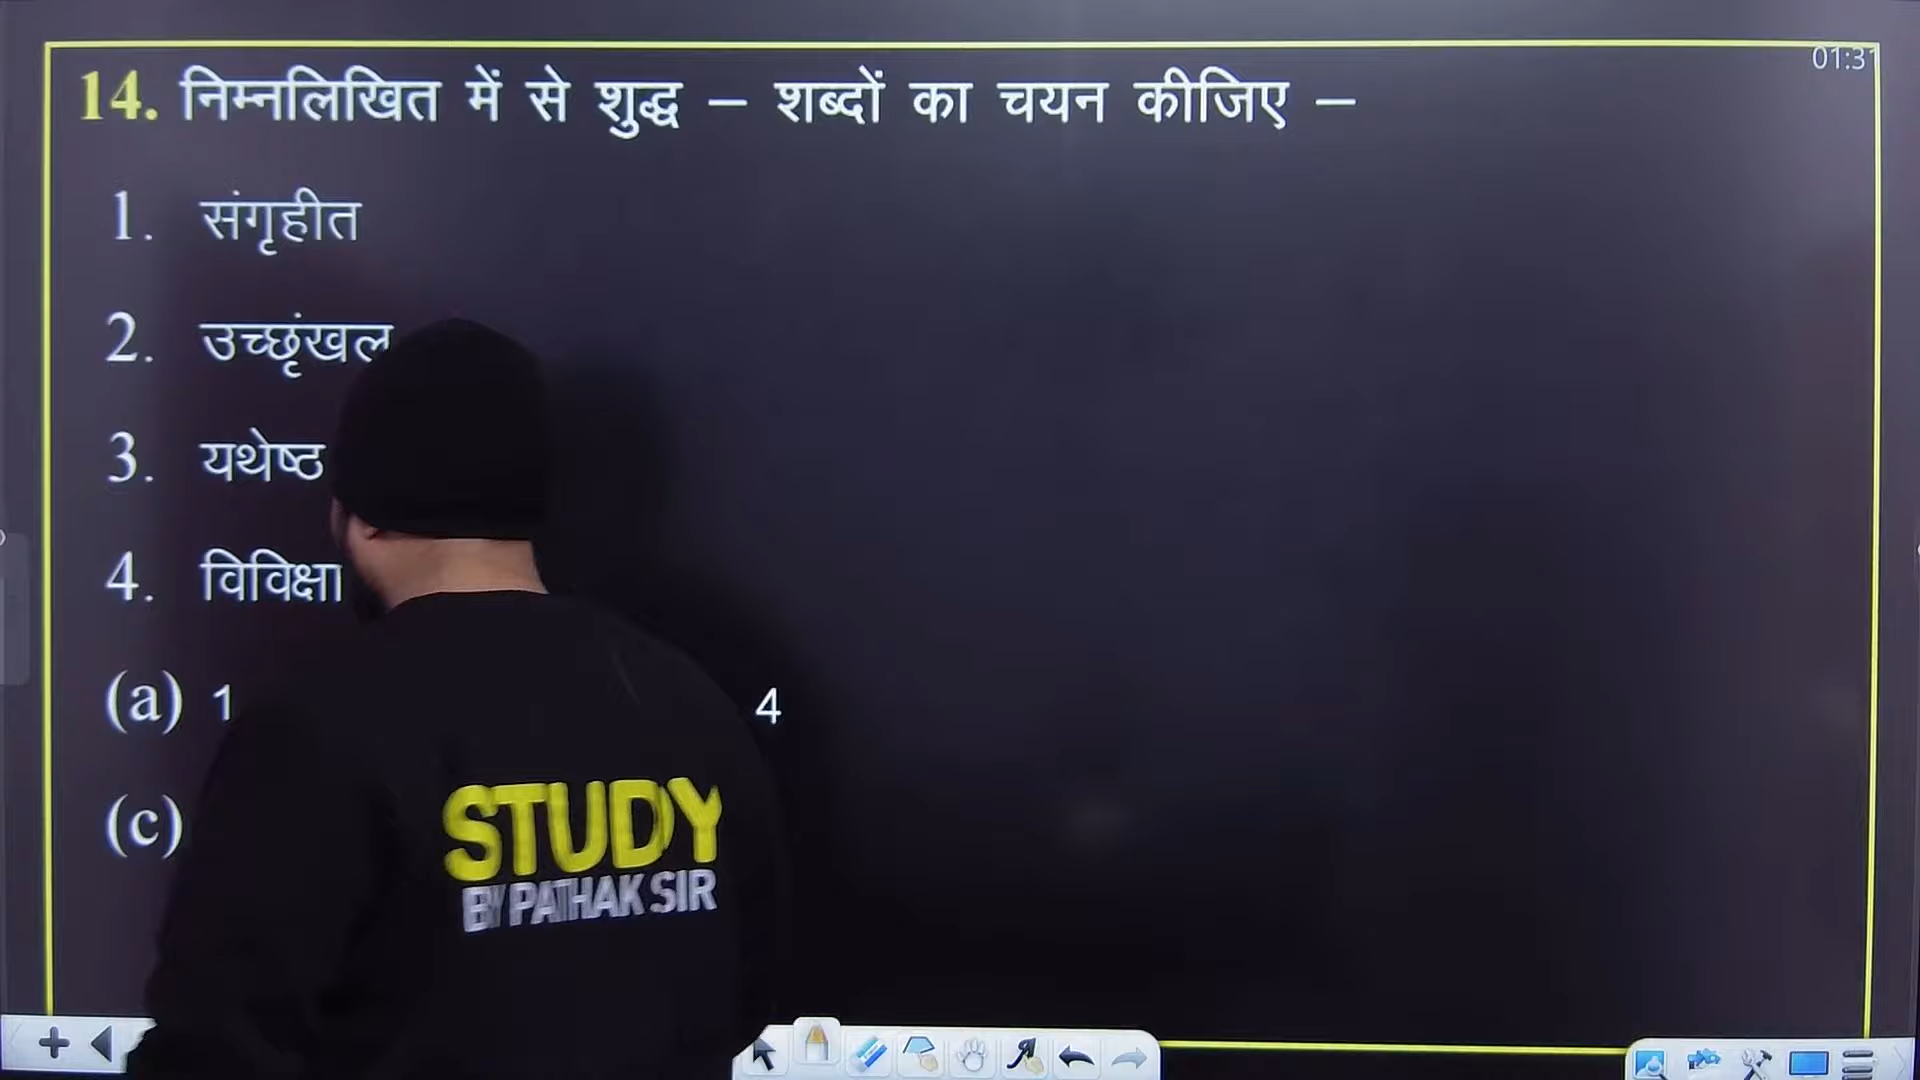 01:31
14. निम्नलिखित में से शुद्ध – शब्दों का चयन कीजिए –
1. संगृहीत
2. उच्छृंखल
3. यथेष्ठ
4. विविक्षा
(a) 1 4
(c)
STUDY
BY PATHAK SIR